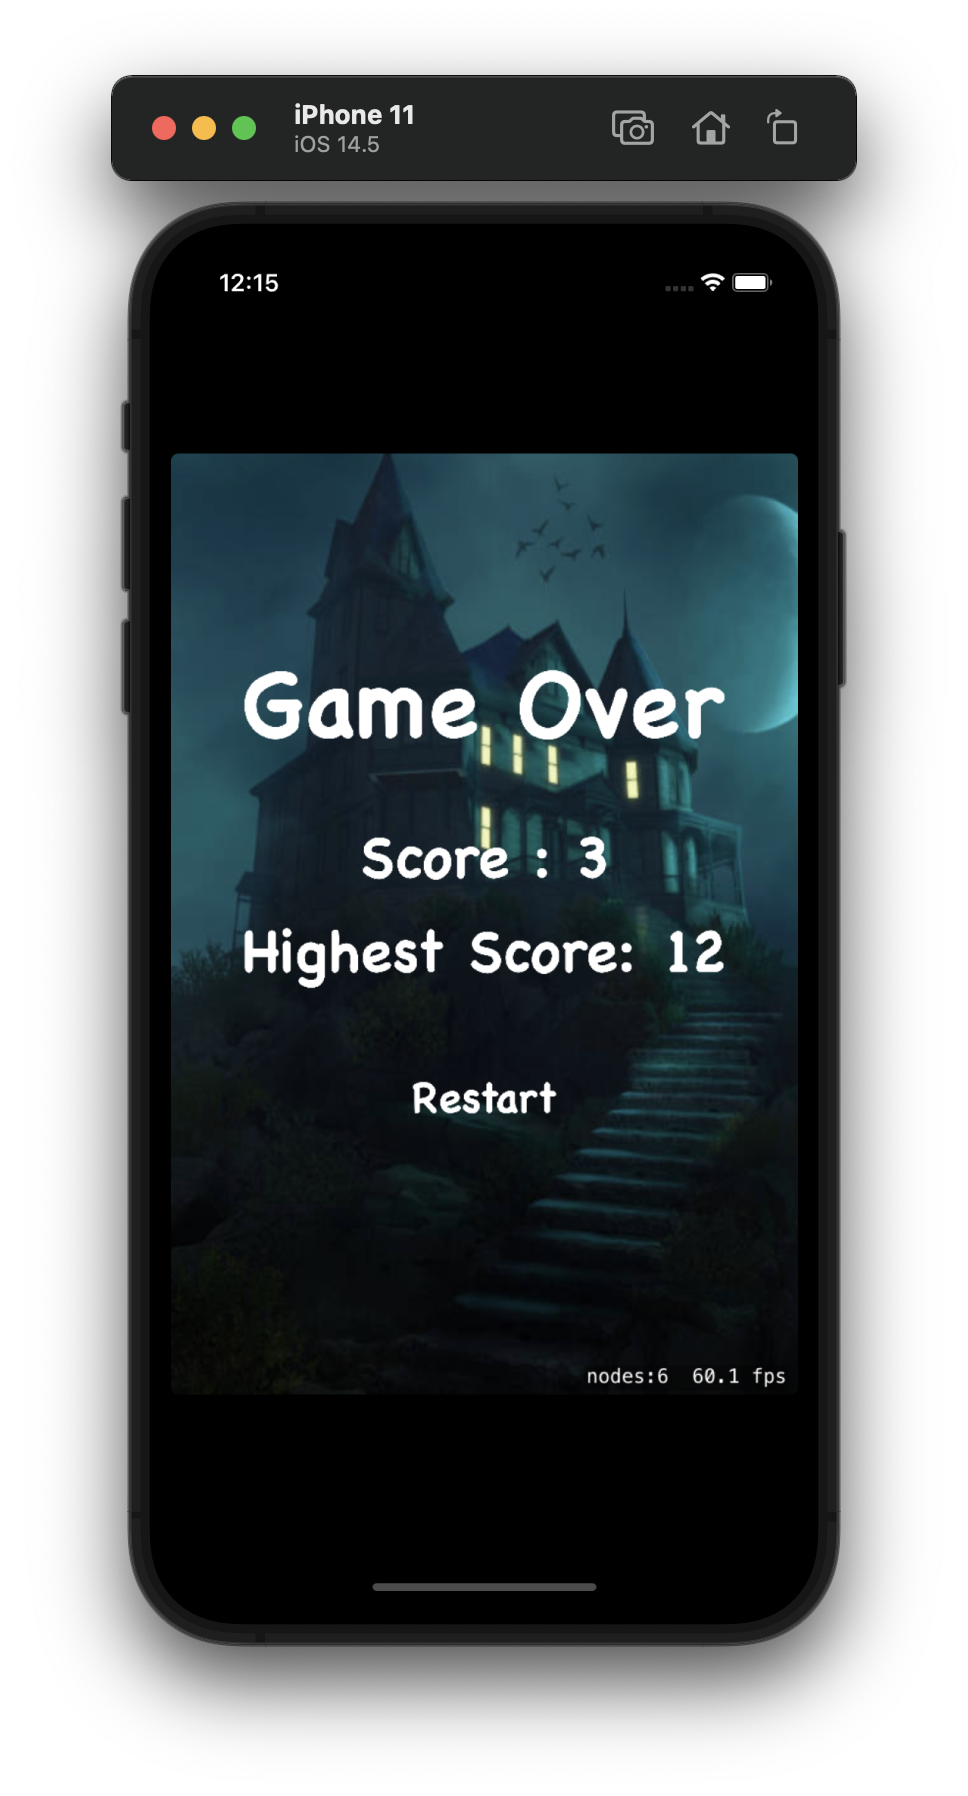 iPhone 11
iOS 14.5
12:15
Game Over
Score : 3
Highest Score: 12
Restart
nodes:6 60.1 fps